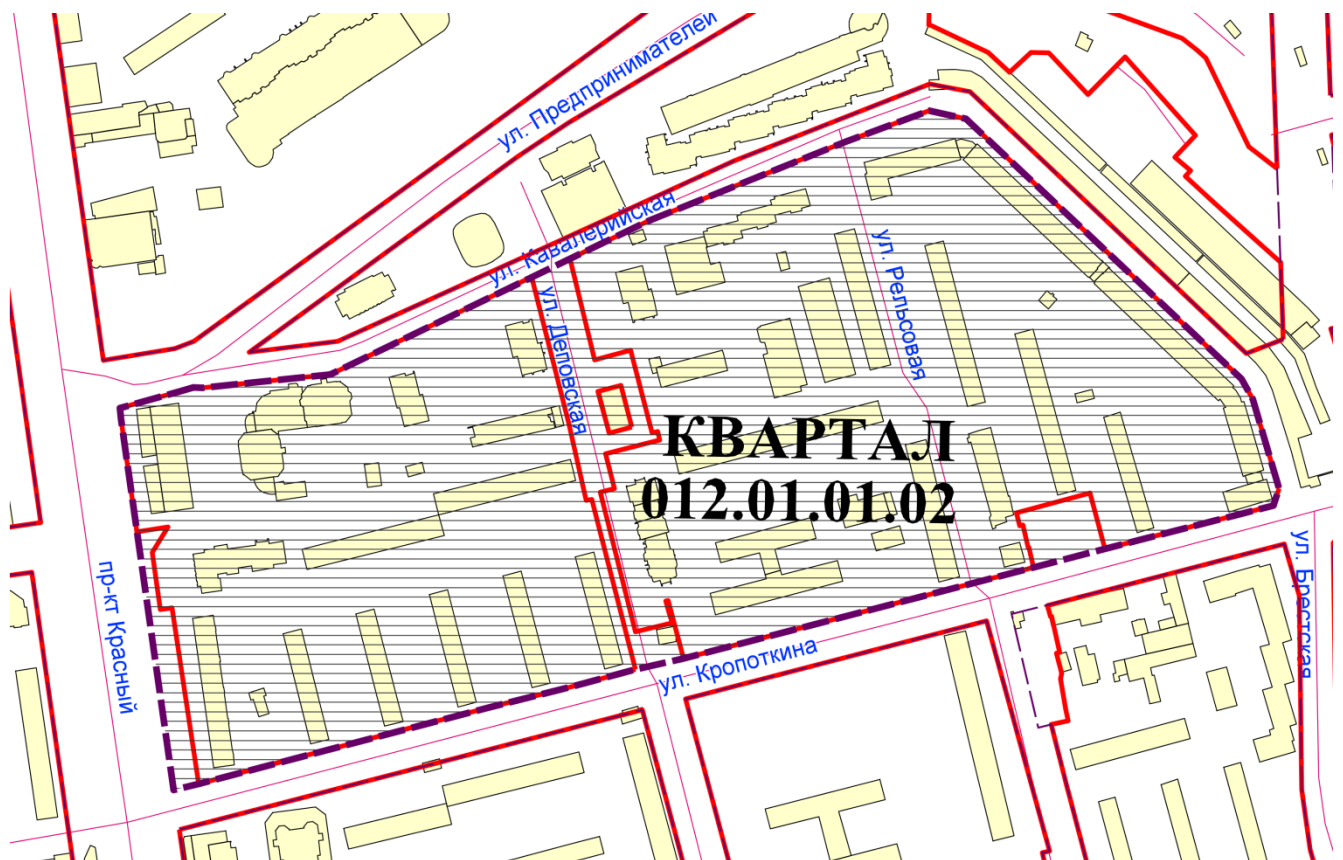 ул. Предпринимателей
ул. Кавалерийская
ул. Деповская
ул. Рельсовая
КВАРТАЛ
012.01.01.02
пр-кт Красный
ул. Кропоткина
ул. Брестская